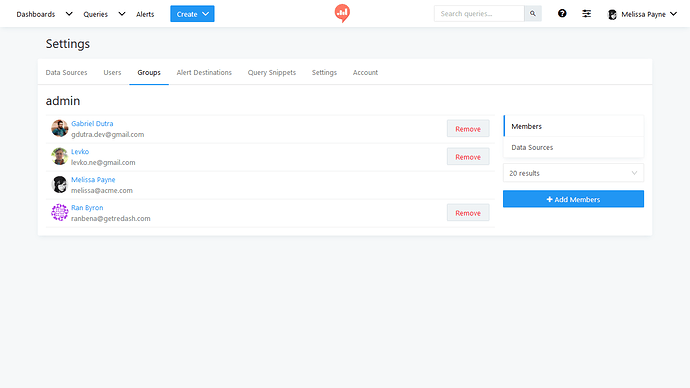 Dashboards Queries Alerts Create Search queries... Melissa Payne
Settings
Data Sources Users Groups Alert Destinations Query Snippets Settings Account
admin
Gabriel Dutra
gdutra.dev@gmail.com
Remove
Levko
levko.ne@gmail.com
Remove
Melissa Payne
melissa@acme.com
Ran Byron
ranbena@getredash.com
Remove
Members
Data Sources
20 results
+ Add Members